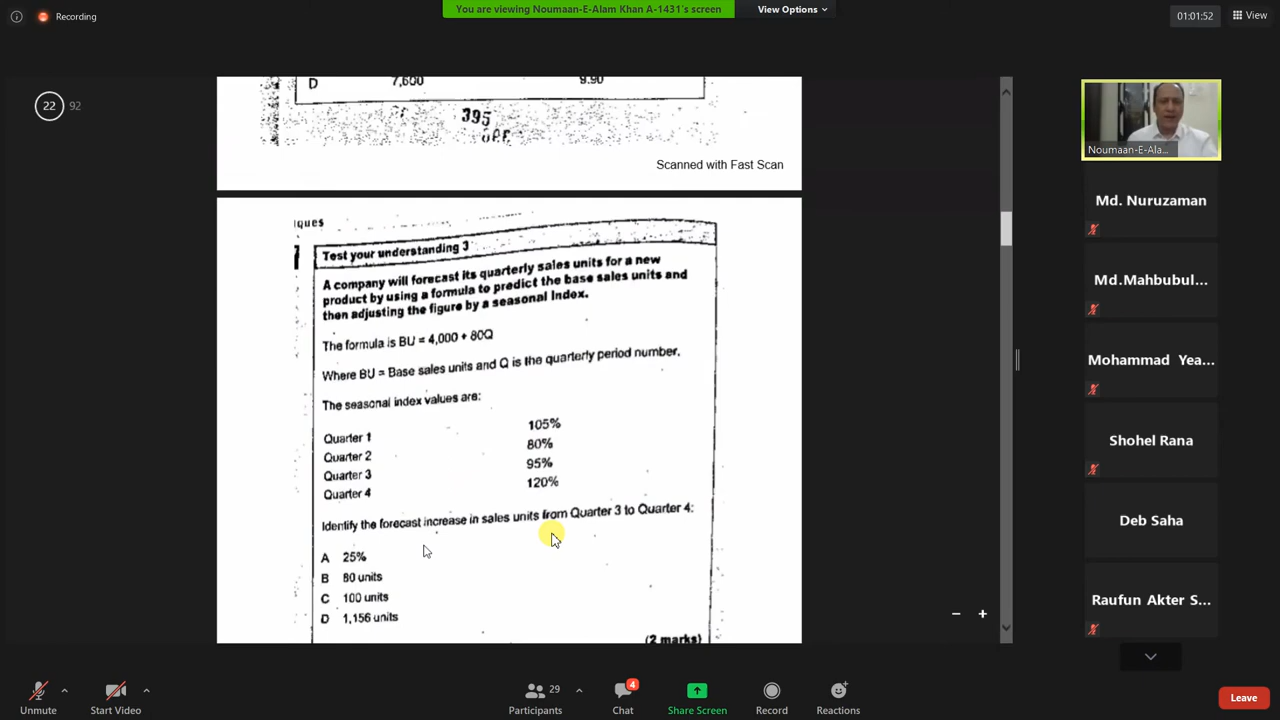 Recording
You are viewing Noumaan-E-Alam Khan A-1431's screen
View Options
01:01:52
View
22
92
D 7,600 9.90
395
OFF
Scanned with Fast Scan
iques
Test your understanding 3
A company will forecast its quarterly sales units for a new
product by using a formula to predict the base sales units and
then adjusting the figure by a seasonal index.
The formula is BU = 4,000 + 80Q
Where BU = Base sales units and Q is the quarterly period number.
The seasonal index values are:
Quarter 1 105%
Quarter 2 80%
Quarter 3 95%
Quarter 4 120%
Identify the forecast increase in sales units from Quarter 3 to Quarter 4:
A 25%
B 80 units
C 100 units
D 1,156 units
(2 marks)
Noumaan-E-Ala...
Md. Nuruzaman
Md.Mahbubul...
Mohammad Yea...
Shohel Rana
Deb Saha
Raufun Akter S...
Unmute
Start Video
29
Participants
4
Chat
Share Screen
Record
Reactions
Leave